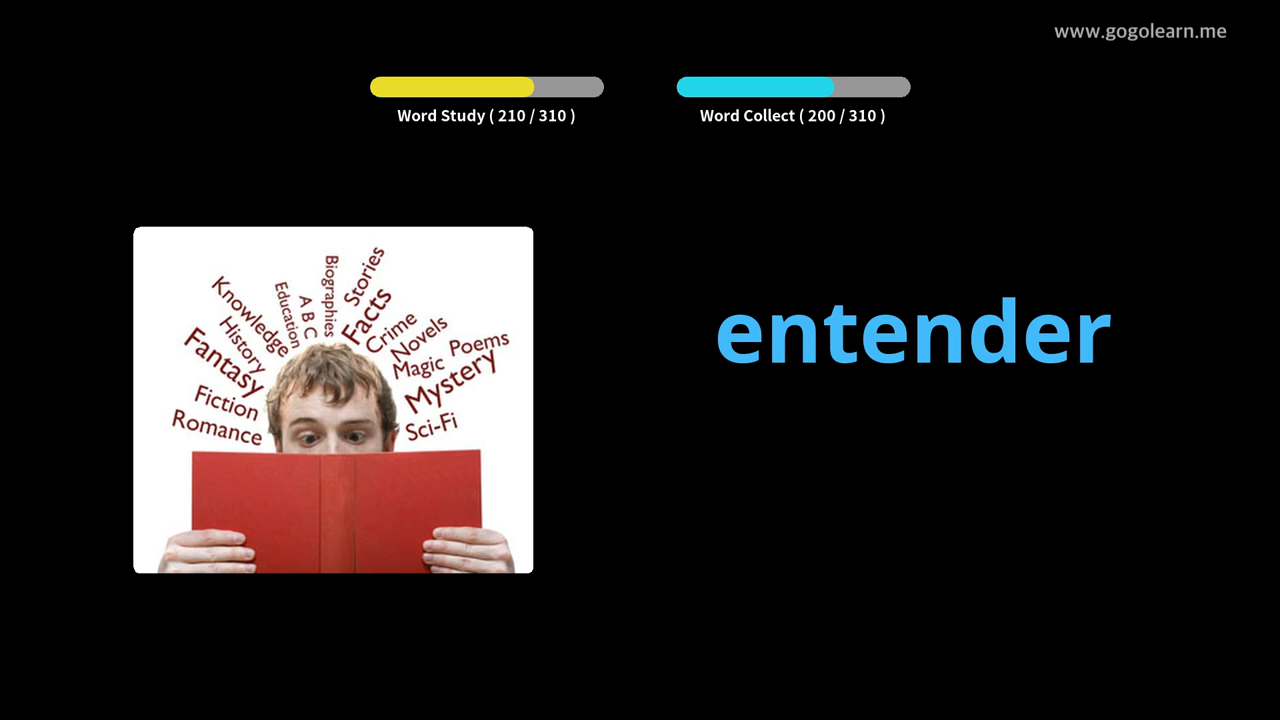 www.gogolearn.me
Word Study ( 210 / 310 )
Word Collect ( 200 / 310 )
Stories
Biographies
Facts
A B C
Education
Knowledge
Crime
History
Novels
Poems
Fantasy
Magic
Mystery
Fiction
Sci-Fi
Romance
entender